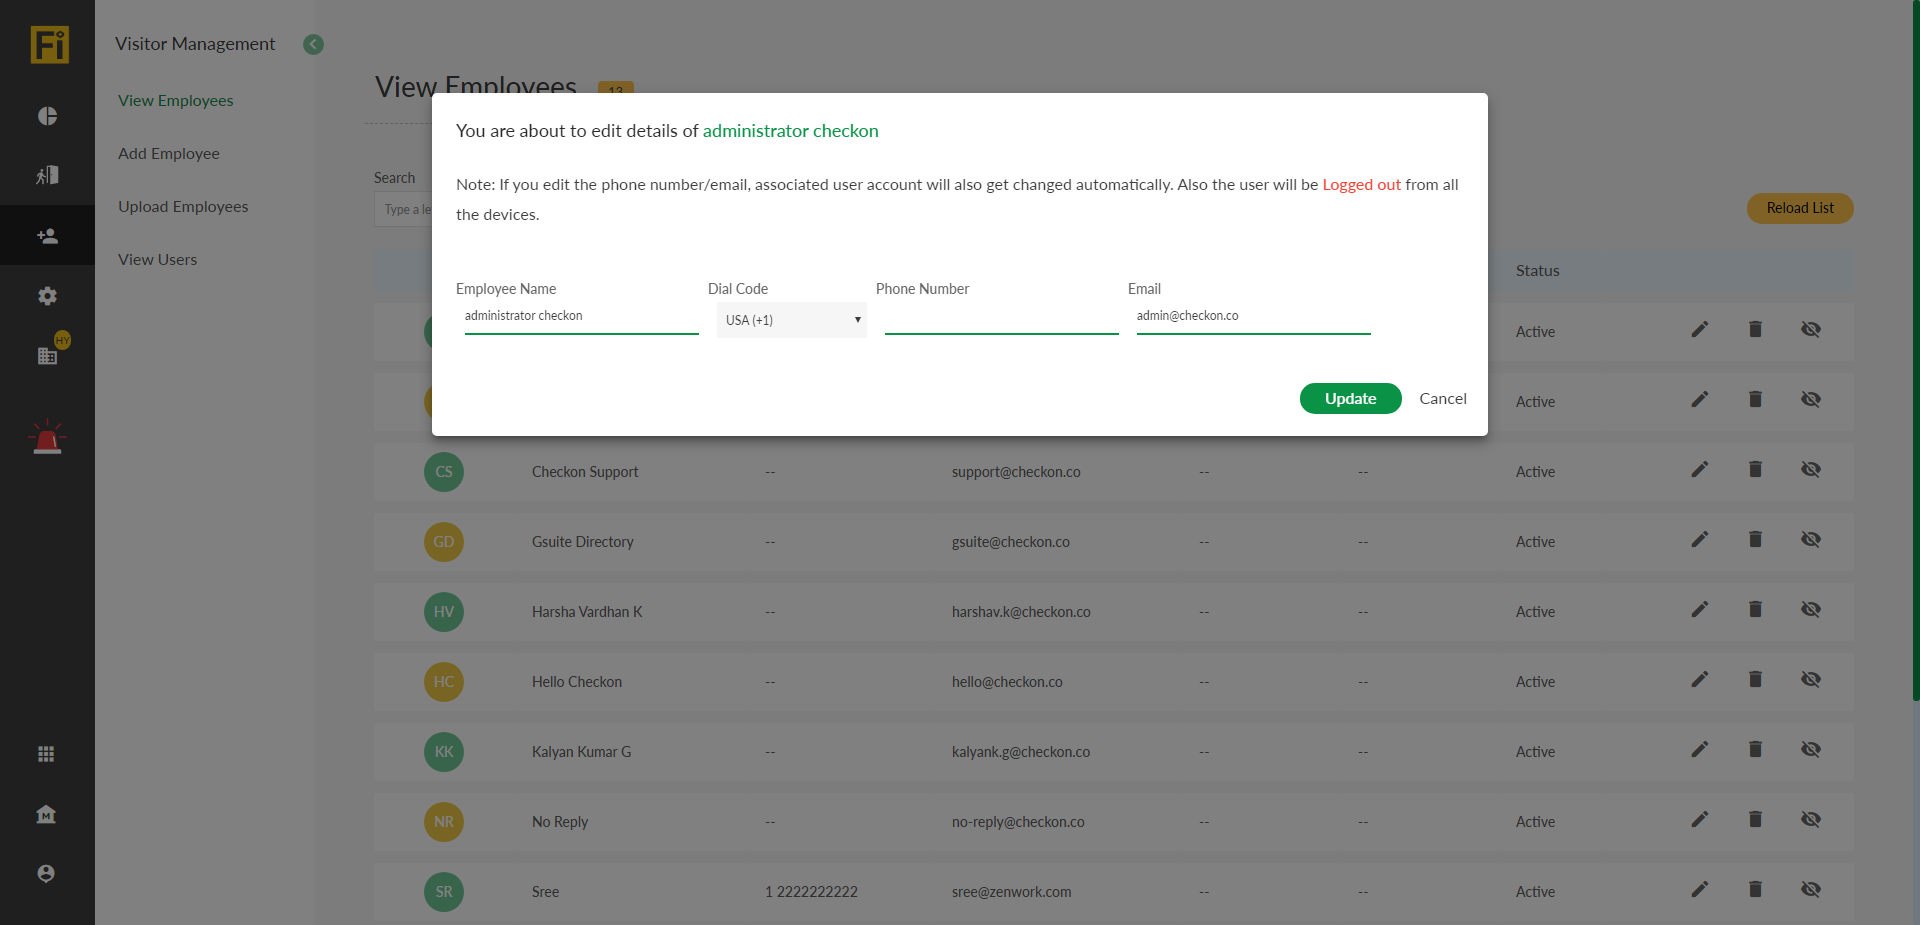 Fi
Visitor Management
View Employees
Add Employee
Upload Employees
View Users
HY
View Employees 13
Search
Type a le
Reload List
You are about to edit details of administrator checkon
Note: If you edit the phone number/email, associated user account will also get changed automatically. Also the user will be Logged out from all
the devices.
Employee Name Dial Code Phone Number Email
administrator checkon USA (+1) admin@checkon.co
Update Cancel
Status
Active
Active
CS Checkon Support -- support@checkon.co -- -- Active
GD Gsuite Directory -- gsuite@checkon.co -- -- Active
HV Harsha Vardhan K -- harshav.k@checkon.co -- -- Active
HC Hello Checkon -- hello@checkon.co -- -- Active
KK Kalyan Kumar G -- kalyank.g@checkon.co -- -- Active
NR No Reply -- no-reply@checkon.co -- -- Active
SR Sree 1 2222222222 sree@zenwork.com -- -- Active
M